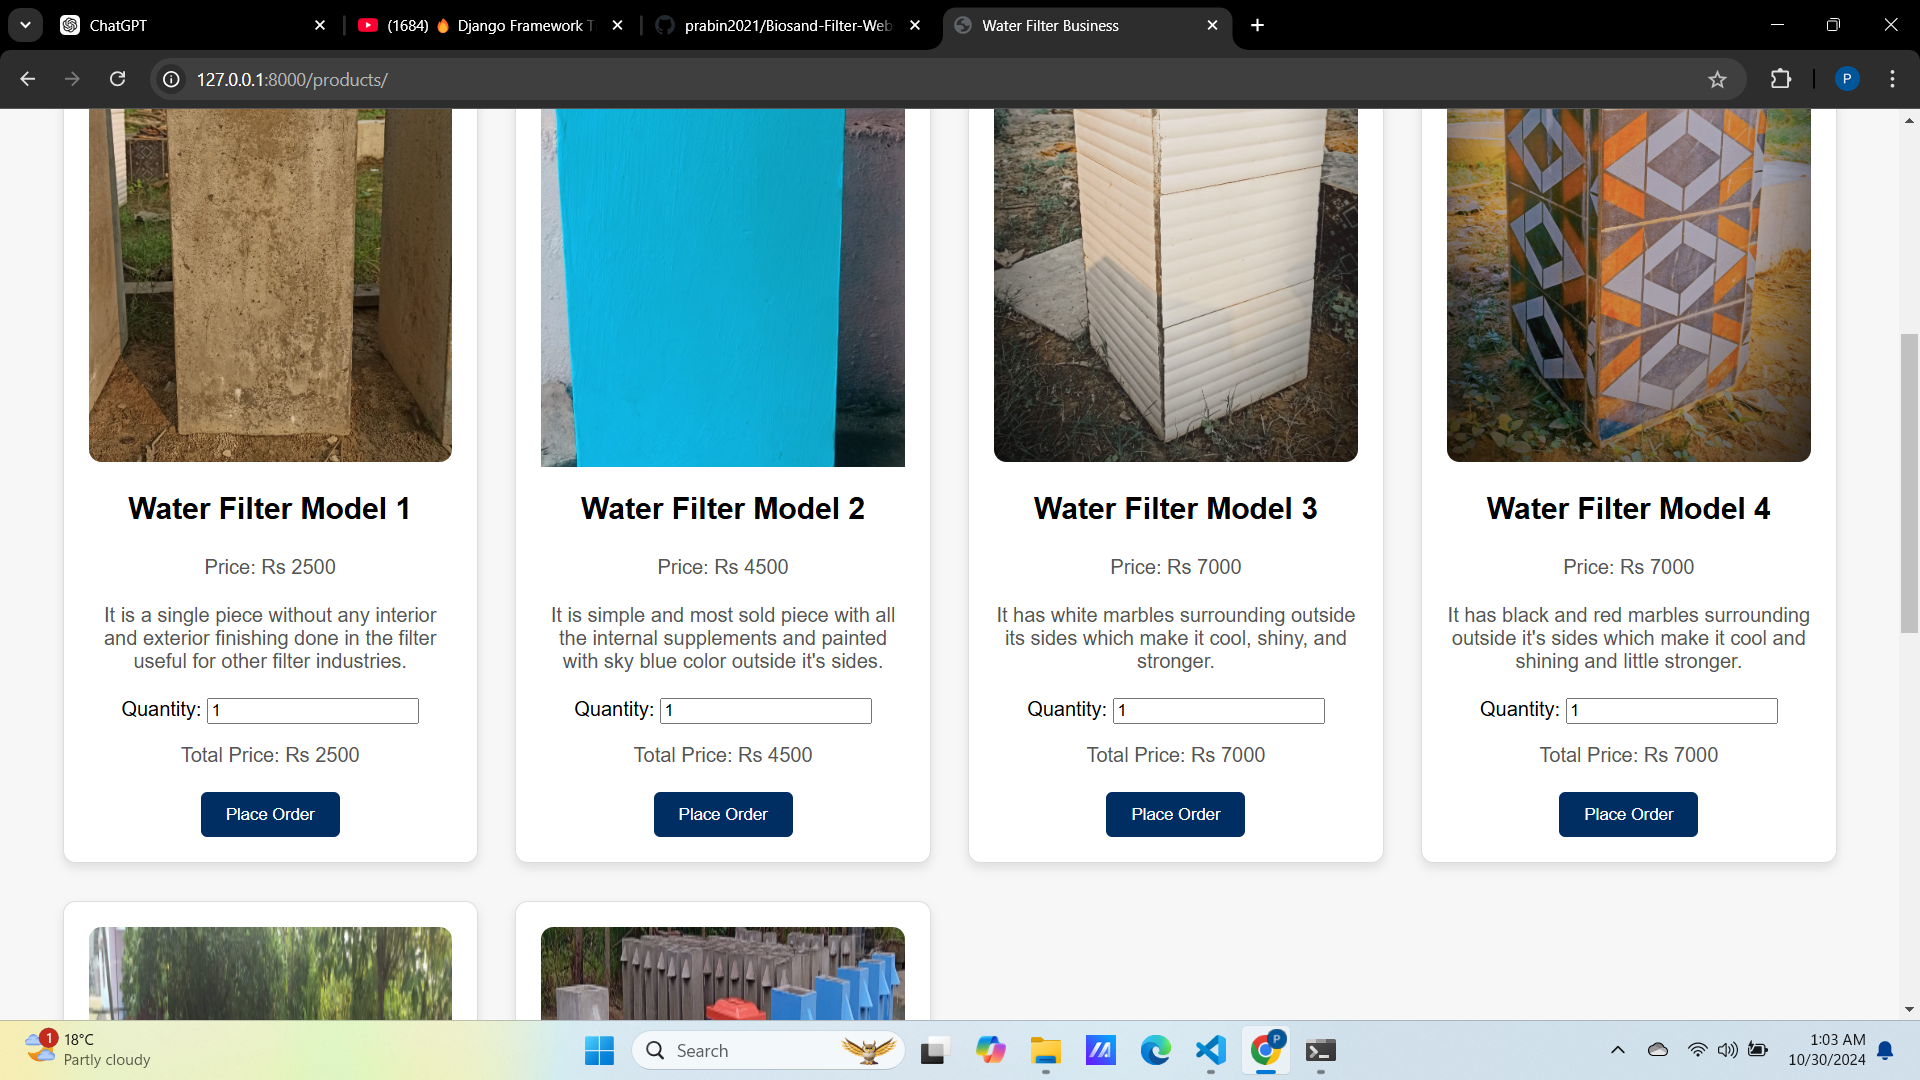 ChatGPT
(1684) 🔥 Django Framework T
prabin2021/Biosand-Filter-Web
Water Filter Business
127.0.0.1:8000/products/
P
Water Filter Model 1
Price: Rs 2500
It is a single piece without any interior
and exterior finishing done in the filter
useful for other filter industries.
Quantity: 1
Total Price: Rs 2500
Place Order
Water Filter Model 2
Price: Rs 4500
It is simple and most sold piece with all
the internal supplements and painted
with sky blue color outside it's sides.
Quantity: 1
Total Price: Rs 4500
Place Order
Water Filter Model 3
Price: Rs 7000
It has white marbles surrounding outside
its sides which make it cool, shiny, and
stronger.
Quantity: 1
Total Price: Rs 7000
Place Order
Water Filter Model 4
Price: Rs 7000
It has black and red marbles surrounding
outside it's sides which make it cool and
shining and little stronger.
Quantity: 1
Total Price: Rs 7000
Place Order
1
18°C
Partly cloudy
Search
P
1:03 AM
10/30/2024